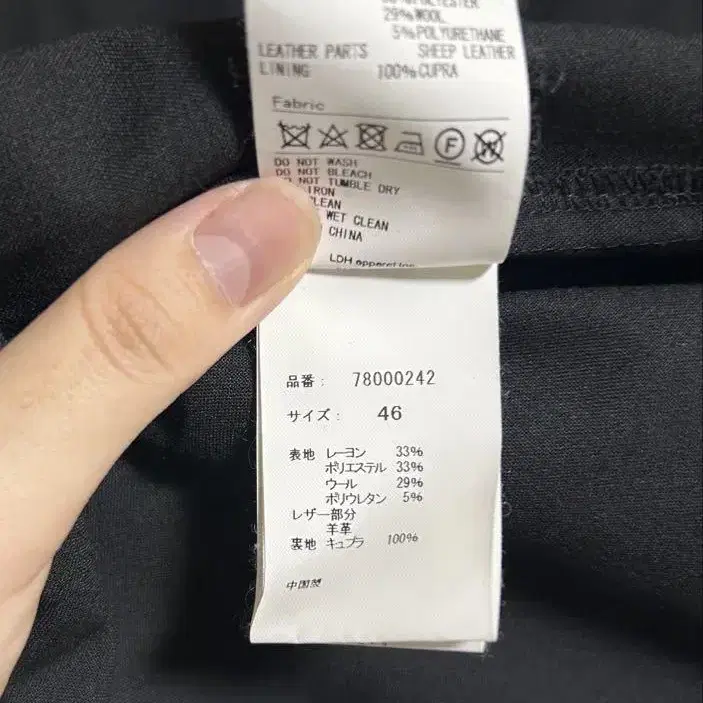 29% WOOL
5% POLYURETHANE
LEATHER PARTS SHEEP LEATHER
LINING 100% CUPRA
Fabric
F
W
DO NOT WASH
DO NOT BLEACH
NOT TUMBLE DRY
IRON
CLEAN
WET CLEAN
CHINA
LDH apparel Inc.
品番： 78000242
サイズ： 46
表地 レーヨン 33%
ポリエステル 33%
ウール 29%
ポリウレタン 5%
レザー部分
羊革
裏地 キュプラ 100%
中国製